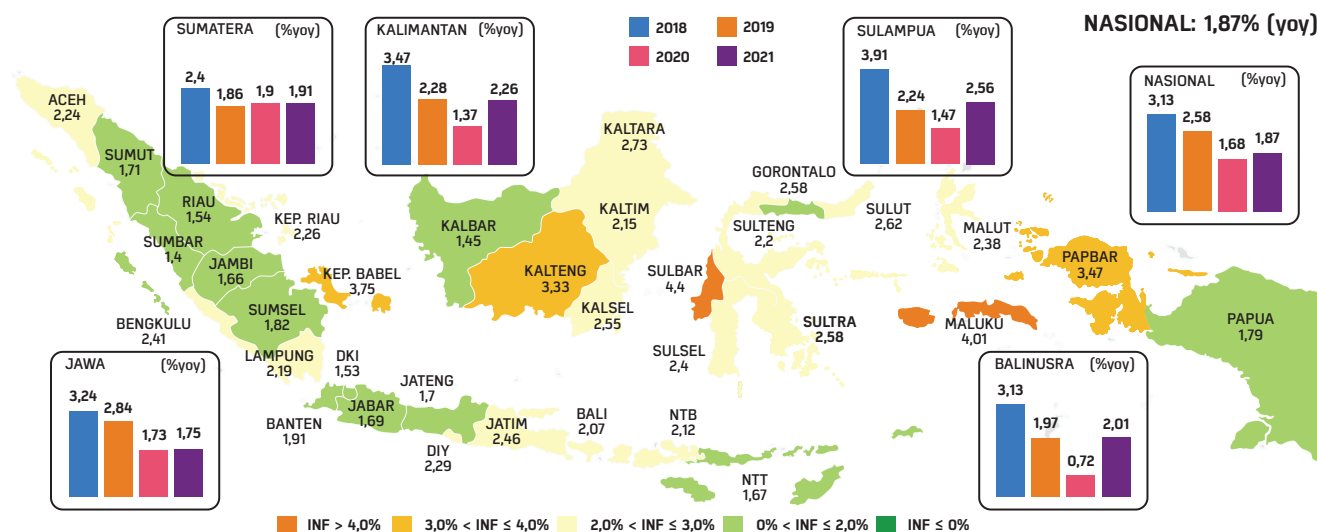 NASIONAL: 1,87% (yoy)
2018
2019
2020
2021
SUMATERA (%yoy)
2,4
1,86
1,9
1,91
KALIMANTAN (%yoy)
3,47
2,28
1,37
2,26
SULAMPUA (%yoy)
3,91
2,24
1,47
2,56
NASIONAL (%yoy)
3,13
2,58
1,68
1,87
ACEH
2,24
SUMUT
1,71
RIAU
1,54
KEP. RIAU
2,26
SUMBAR
1,4
JAMBI
1,66
KEP. BABEL
3,75
SUMSEL
1,82
BENGKULU
2,41
LAMPUNG
2,19
KALTARA
2,73
KALBAR
1,45
KALTIM
2,15
KALTENG
3,33
KALSEL
2,55
GORONTALO
2,58
SULTENG
2,2
SULUT
2,62
SULBAR
4,4
SULTRA
2,58
SULSEL
2,4
MALUT
2,38
MALUKU
4,01
PAPBAR
3,47
PAPUA
1,79
DKI
1,53
BANTEN
1,91
JABAR
1,69
JATENG
1,7
DIY
2,29
JATIM
2,46
BALI
2,07
NTB
2,12
NTT
1,67
JAWA (%yoy)
3,24
2,84
1,73
1,75
BALINUSRA (%yoy)
3,13
1,97
0,72
2,01
INF > 4,0%
3,0% < INF ≤ 4,0%
2,0% < INF ≤ 3,0%
0% < INF ≤ 2,0%
INF ≤ 0%